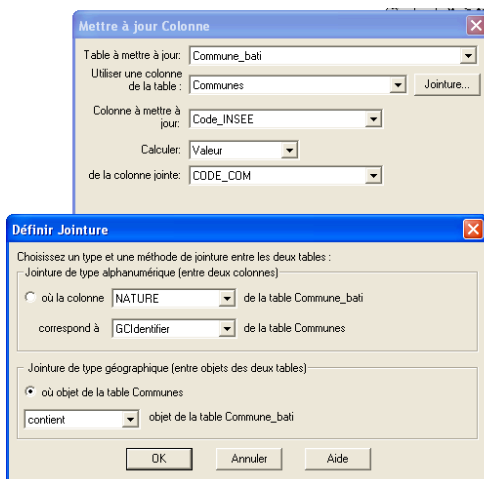 Mettre à jour Colonne
Table à mettre à jour: Commune_bati
Utiliser une colonne
de la table : Communes Jointure...
Colonne à mettre à
jour: Code_INSEE
Calculer: Valeur
de la colonne jointe: CODE_COM
Définir Jointure
Choisissez un type et une méthode de jointure entre les deux tables :
Jointure de type alphanumérique (entre deux colonnes)
où la colonne NATURE de la table Commune_bati
correspond à GCIdentifier de la table Communes
Jointure de type géographique (entre objets des deux tables)
où objet de la table Communes
contient objet de la table Commune_bati
OK Annuler Aide